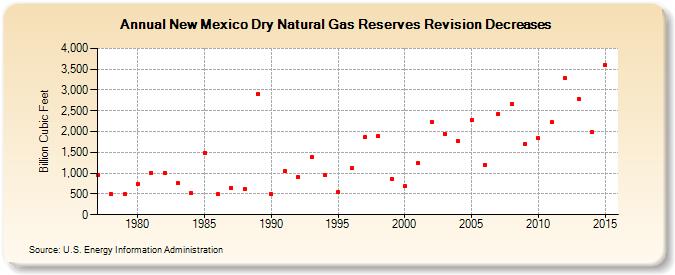 Annual New Mexico Dry Natural Gas Reserves Revision Decreases
Billion Cubic Feet
4,000
3,500
3,000
2,500
2,000
1,500
1,000
500
0
1980 1985 1990 1995 2000 2005 2010 2015
Source: U.S. Energy Information Administration